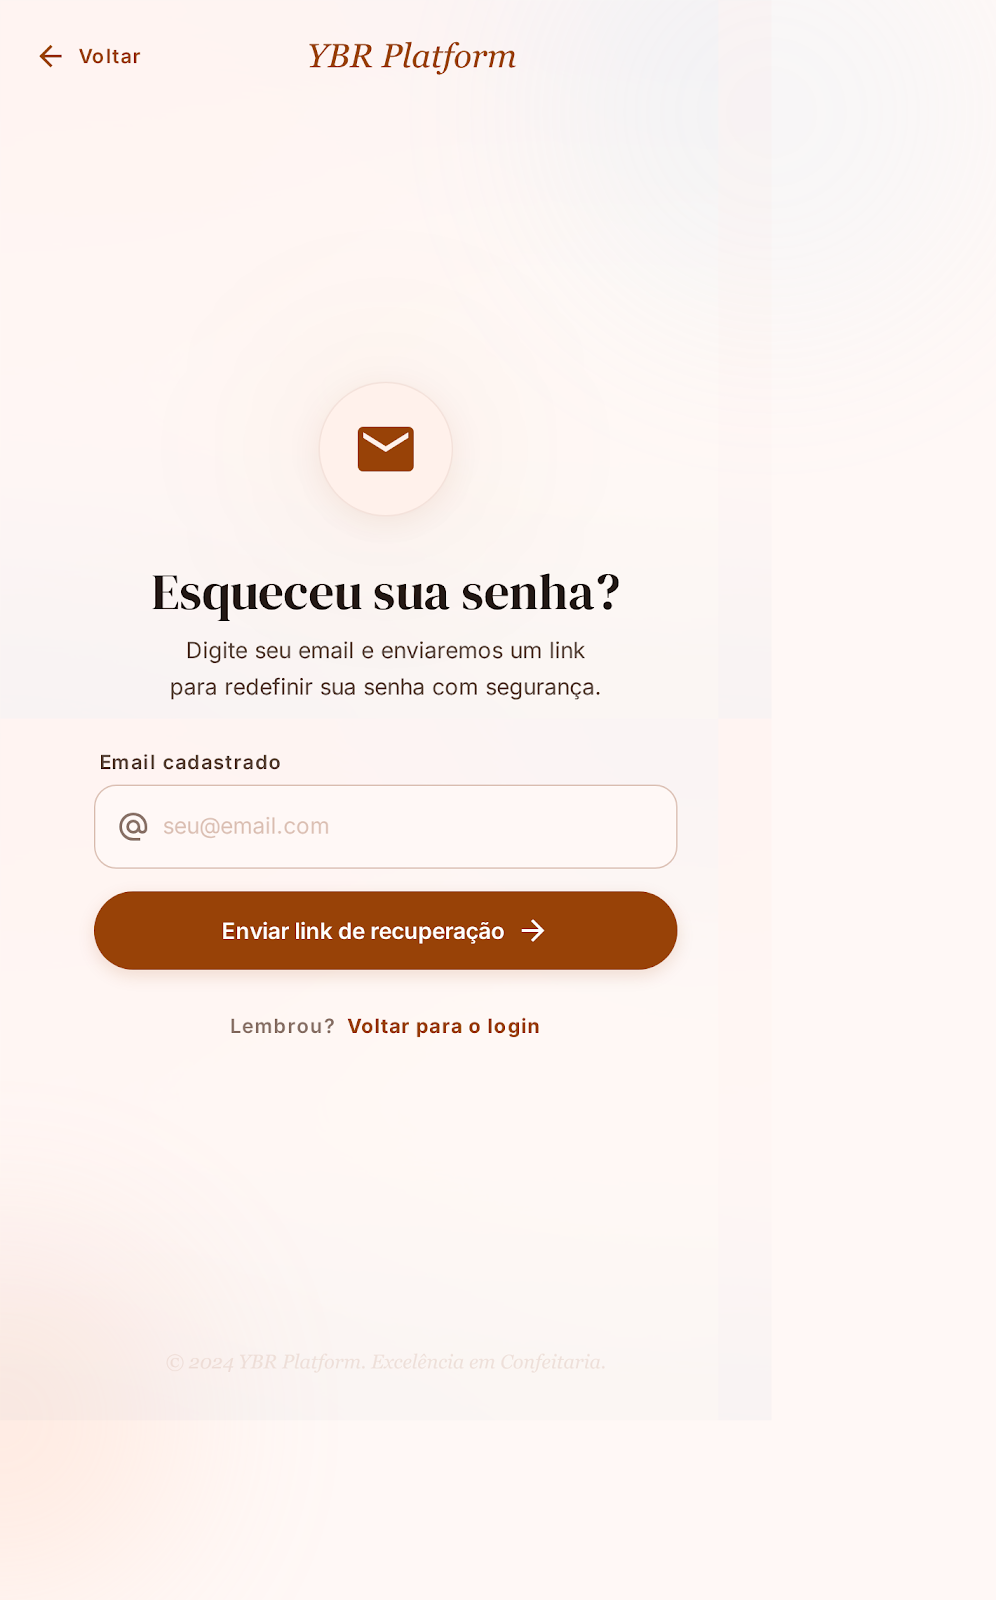 Voltar
YBR Platform
Esqueceu sua senha?
Digite seu email e enviaremos um link
para redefinir sua senha com segurança.
Email cadastrado
seu@email.com
Enviar link de recuperação
Lembrou? Voltar para o login
© 2024 YBR Platform. Excelência em Confeitaria.